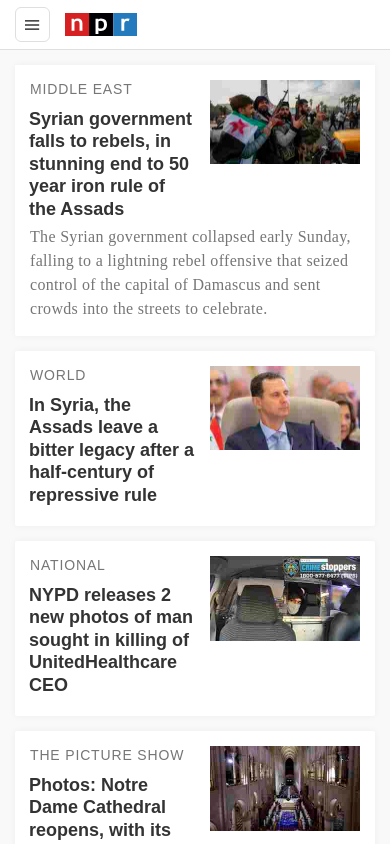 npr
MIDDLE EAST
Syrian government
falls to rebels, in
stunning end to 50
year iron rule of
the Assads
The Syrian government collapsed early Sunday,
falling to a lightning rebel offensive that seized
control of the capital of Damascus and sent
crowds into the streets to celebrate.
WORLD
In Syria, the
Assads leave a
bitter legacy after a
half-century of
repressive rule
NATIONAL
CRIMEstoppers
1800-577-8477 (TIPS)
NYPD releases 2
new photos of man
sought in killing of
UnitedHealthcare
CEO
THE PICTURE SHOW
Photos: Notre
Dame Cathedral
reopens, with its